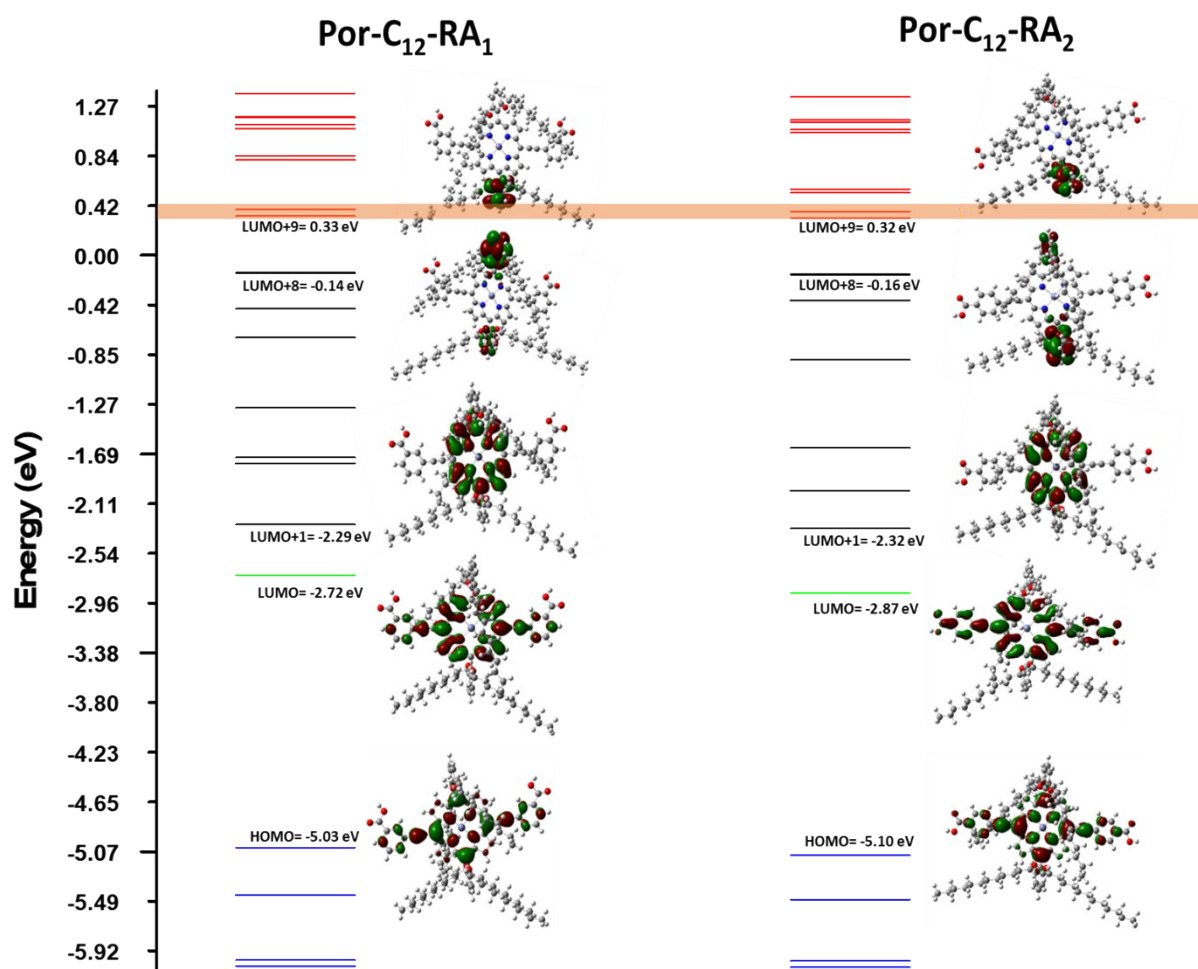 Por-C12-RA1
Por-C12-RA2
Energy (eV)
1.27
0.84
0.42
0.00
-0.42
-0.85
-1.27
-1.69
-2.11
-2.54
-2.96
-3.38
-3.80
-4.23
-4.65
-5.07
-5.49
-5.92
LUMO+9= 0.33 eV
LUMO+8= -0.14 eV
LUMO+1= -2.29 eV
LUMO= -2.72 eV
HOMO= -5.03 eV
LUMO+9= 0.32 eV
LUMO+8= -0.16 eV
LUMO+1= -2.32 eV
LUMO= -2.87 eV
HOMO= -5.10 eV